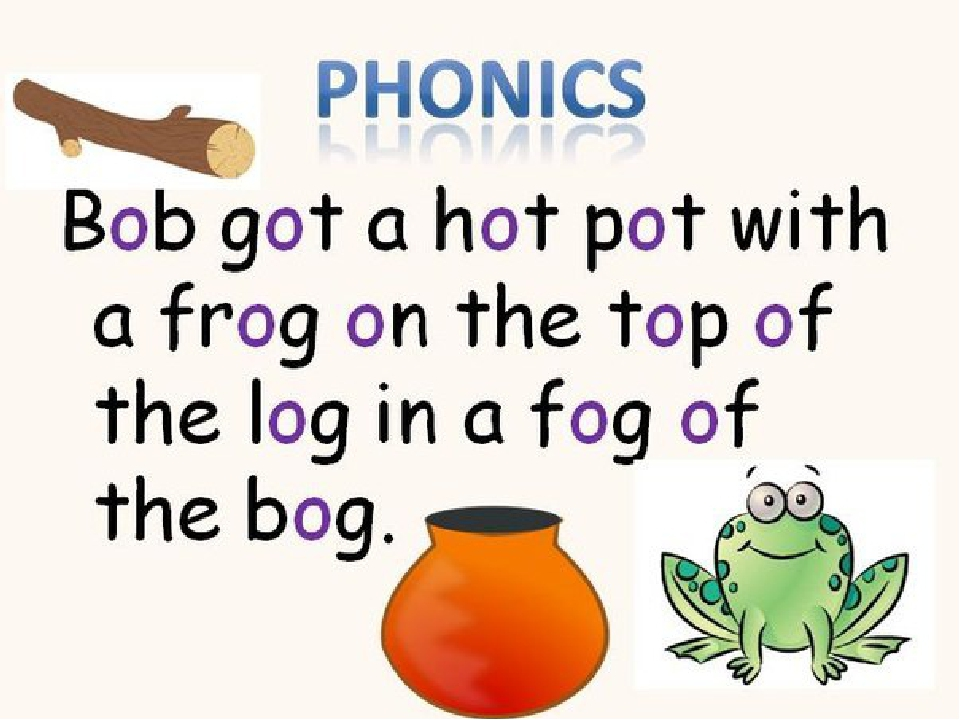 PHONICS
Bob got a hot pot with
a frog on the top of
the log in a fog of
the bog.